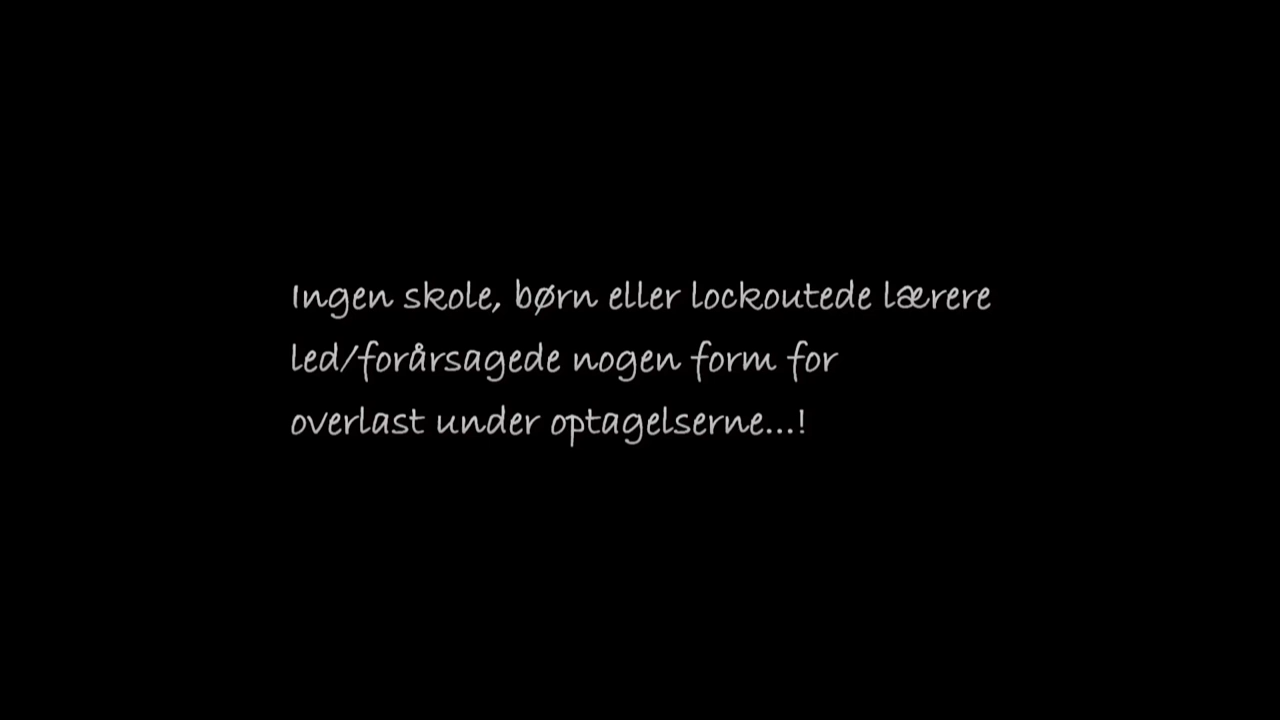 Ingen skole, børn eller lockoutede lærere
led/forårsagede nogen form for
overlast under optagelserne...!